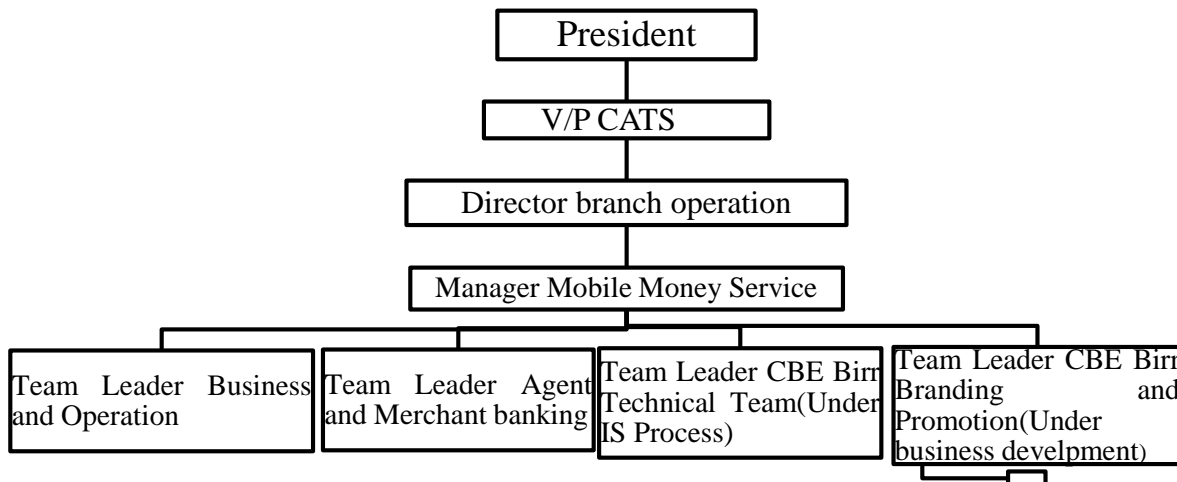 President
V/P CATS
Director branch operation
Manager Mobile Money Service
Team Leader Business
and Operation
Team Leader Agent
and Merchant banking
Team Leader CBE Birr
Technical Team(Under
IS Process)
Team Leader CBE Birr
Branding and
Promotion(Under
business develpment)